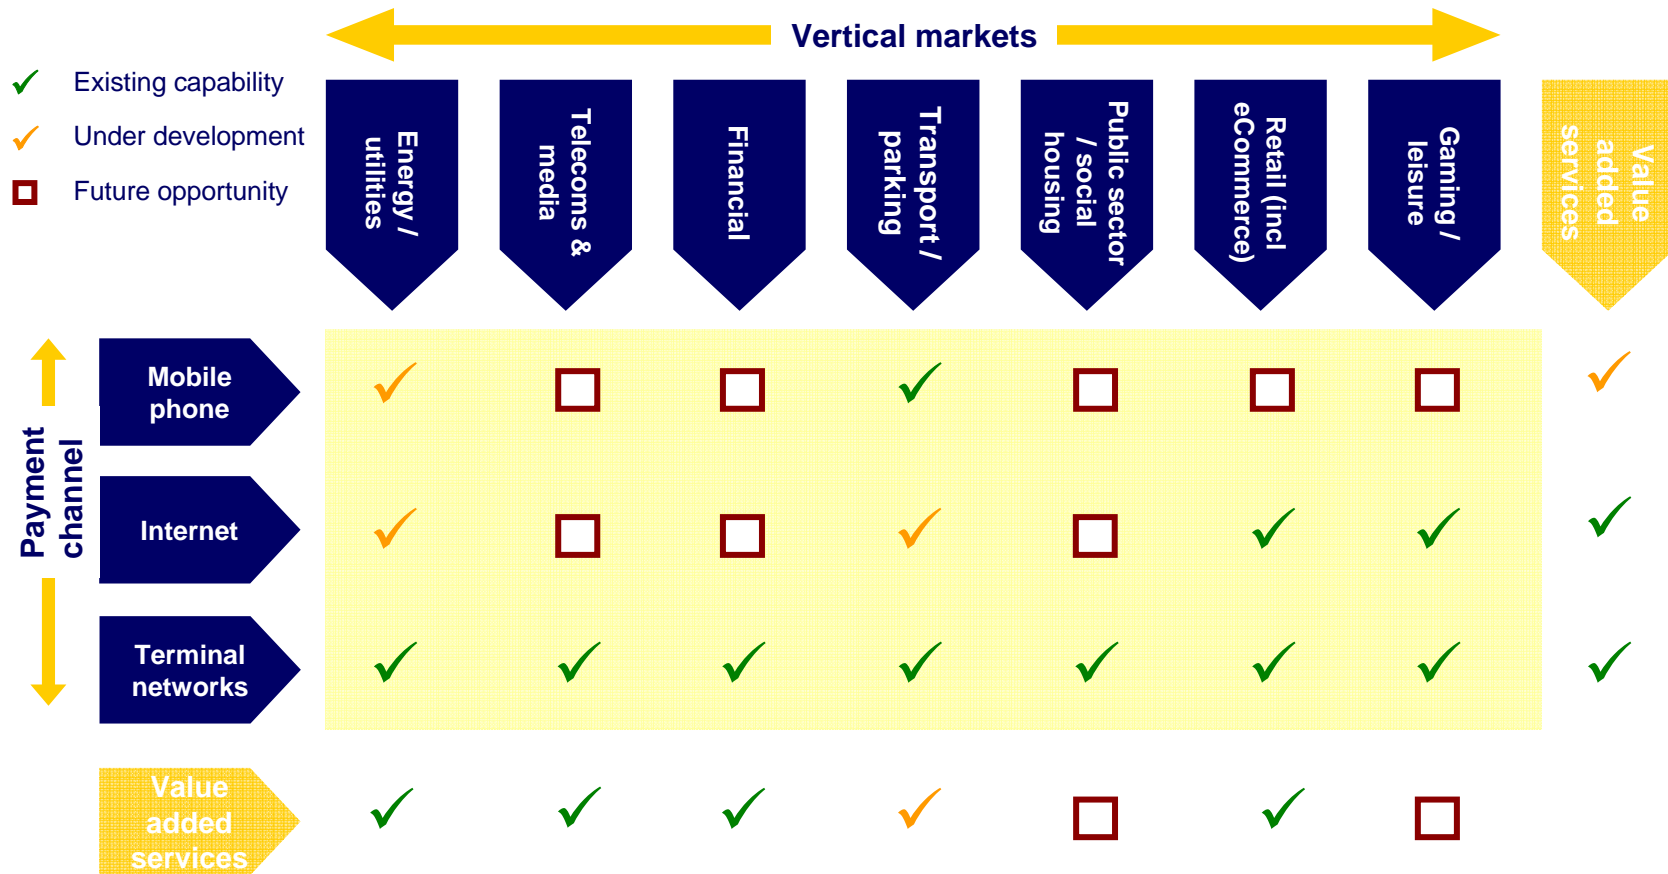 Vertical markets
Existing capability
Under development
Future opportunity
Energy /
utilities
Telecoms &
media
Financial
Transport /
parking
Public sector
/ social
housing
Retail (incl
eCommerce)
Gaming /
leisure
Value
added
services
Payment
channel
Mobile
phone
Internet
Terminal
networks
Value
added
services